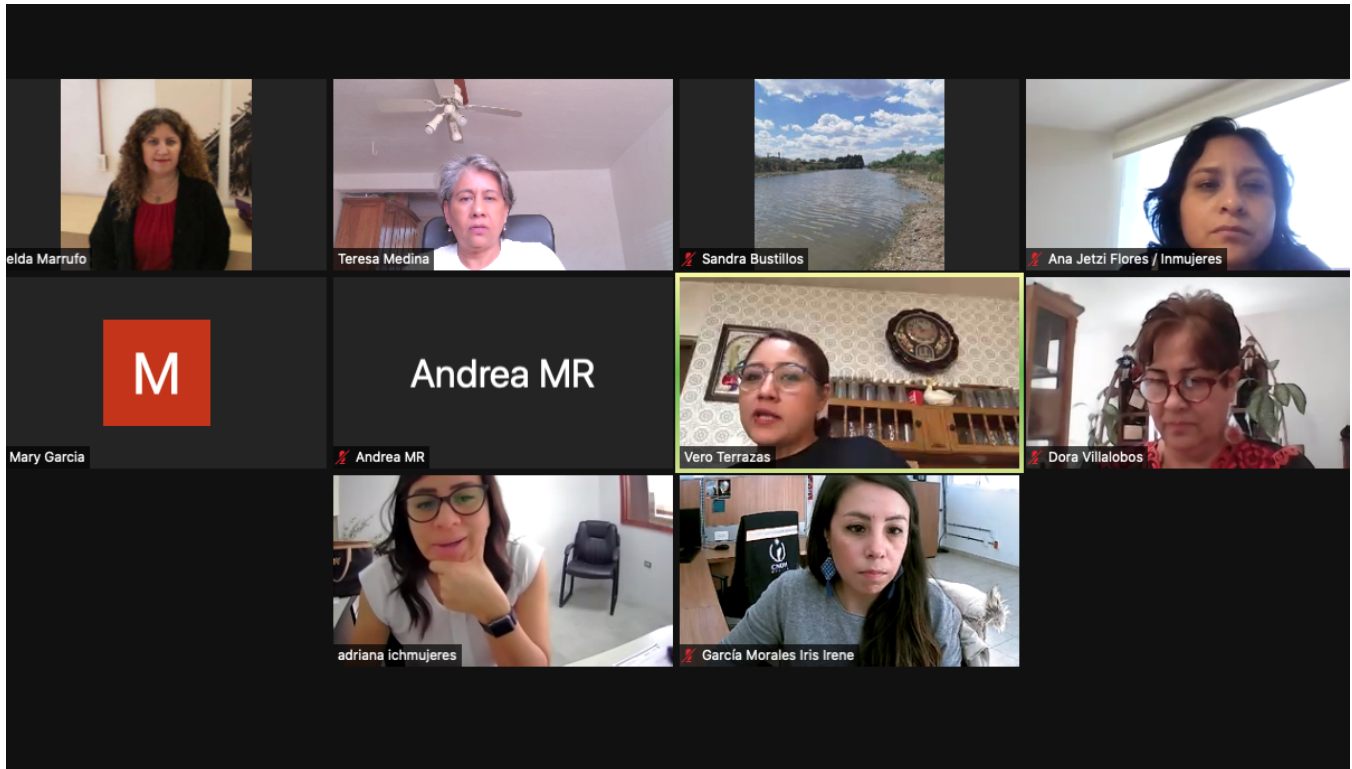 elda Marrufo
Teresa Medina
Sandra Bustillos
Ana Jetzi Flores / Inmujeres
M
Mary Garcia
Andrea MR
Andrea MR
Vero Terrazas
Dora Villalobos
adriana ichmujeres
CNDH
García Morales Iris Irene